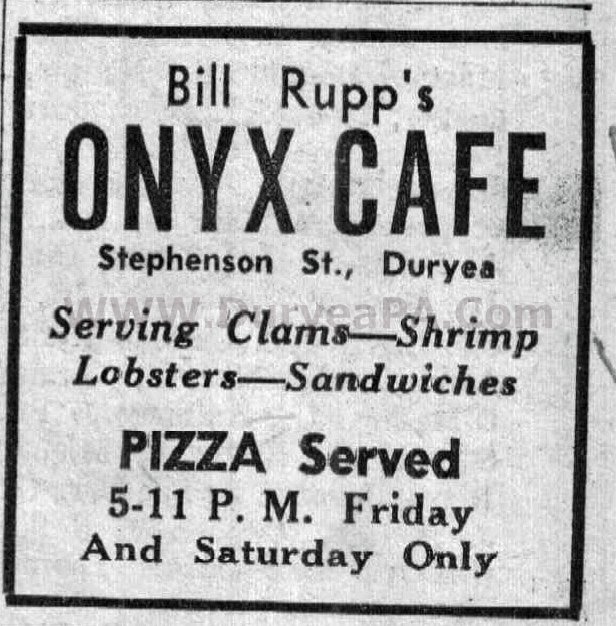 Bill Rupp's
ONYX CAFE
Stephenson St., Duryea
WWW.DuryeaPA.Com
Serving Clams—Shrimp
Lobsters—Sandwiches
PIZZA Served
5-11 P. M. Friday
And Saturday Only